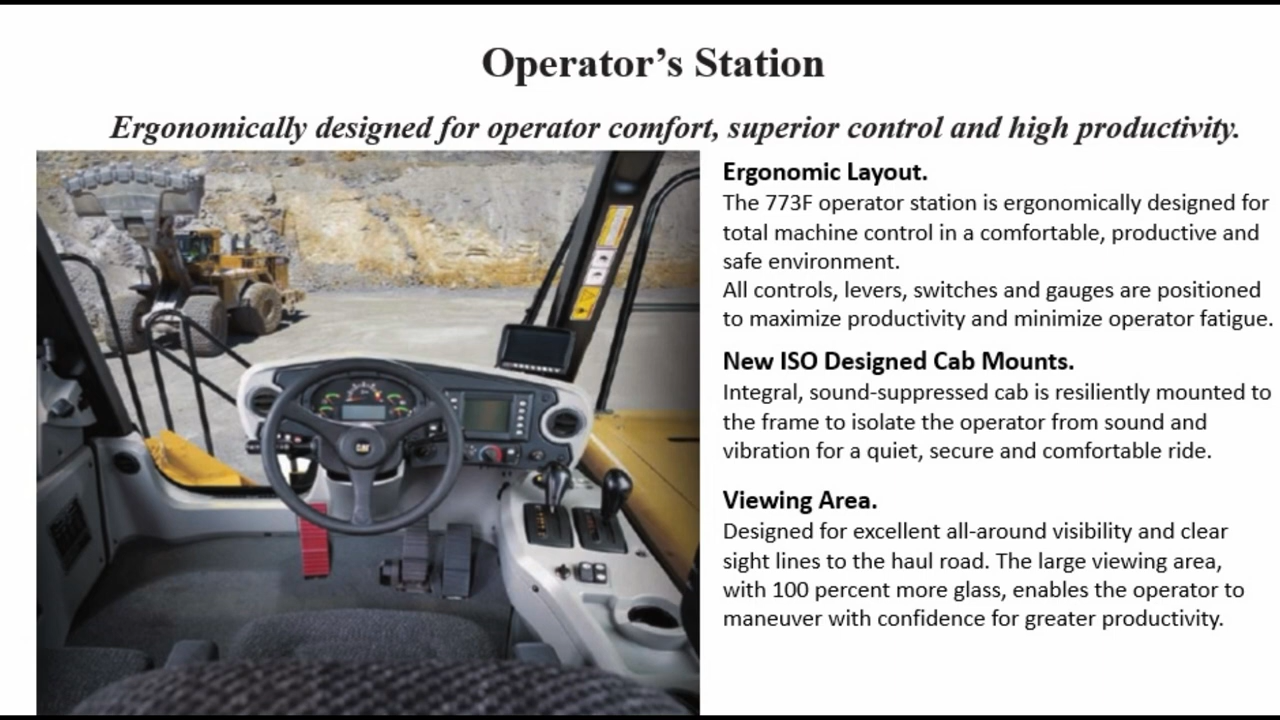 Operator's Station
Ergonomically designed for operator comfort, superior control and high productivity.
Ergonomic Layout.
The 773F operator station is ergonomically designed for
total machine control in a comfortable, productive and
safe environment.
All controls, levers, switches and gauges are positioned
to maximize productivity and minimize operator fatigue.
New ISO Designed Cab Mounts.
Integral, sound-suppressed cab is resiliently mounted to
the frame to isolate the operator from sound and
vibration for a quiet, secure and comfortable ride.
Viewing Area.
Designed for excellent all-around visibility and clear
sight lines to the haul road. The large viewing area,
with 100 percent more glass, enables the operator to
maneuver with confidence for greater productivity.
CAT